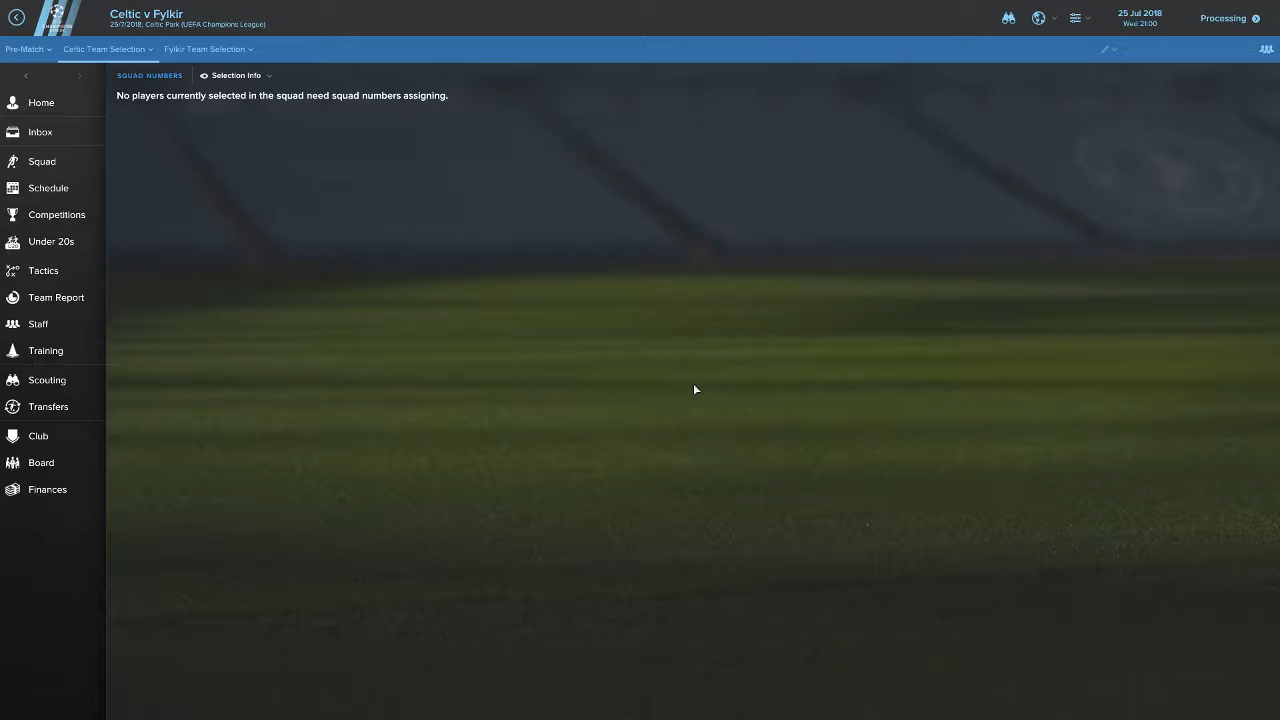 Celtic v Fylkir
25/7/2018, Celtic Park (UEFA Champions League)
25 Jul 2018
Wed 21:00
Processing
Pre-Match
Celtic Team Selection
Fylkir Team Selection
SQUAD NUMBERS
Selection Info
No players currently selected in the squad need squad numbers assigning.
Home
Inbox
Squad
Schedule
Competitions
Under 20s
Tactics
Team Report
Staff
Training
Scouting
Transfers
Club
Board
Finances